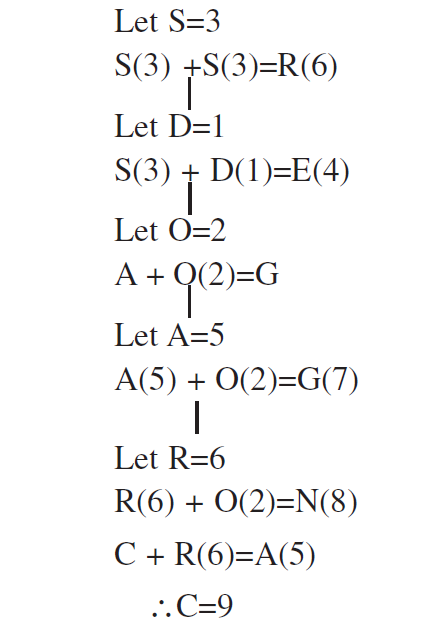 Let S=3
S(3) +S(3)=R(6)
Let D=1
S(3) + D(1)=E(4)
Let O=2
A + O(2)=G
Let A=5
A(5) + O(2)=G(7)
Let R=6
R(6) + O(2)=N(8)
C + R(6)=A(5)
∴C=9